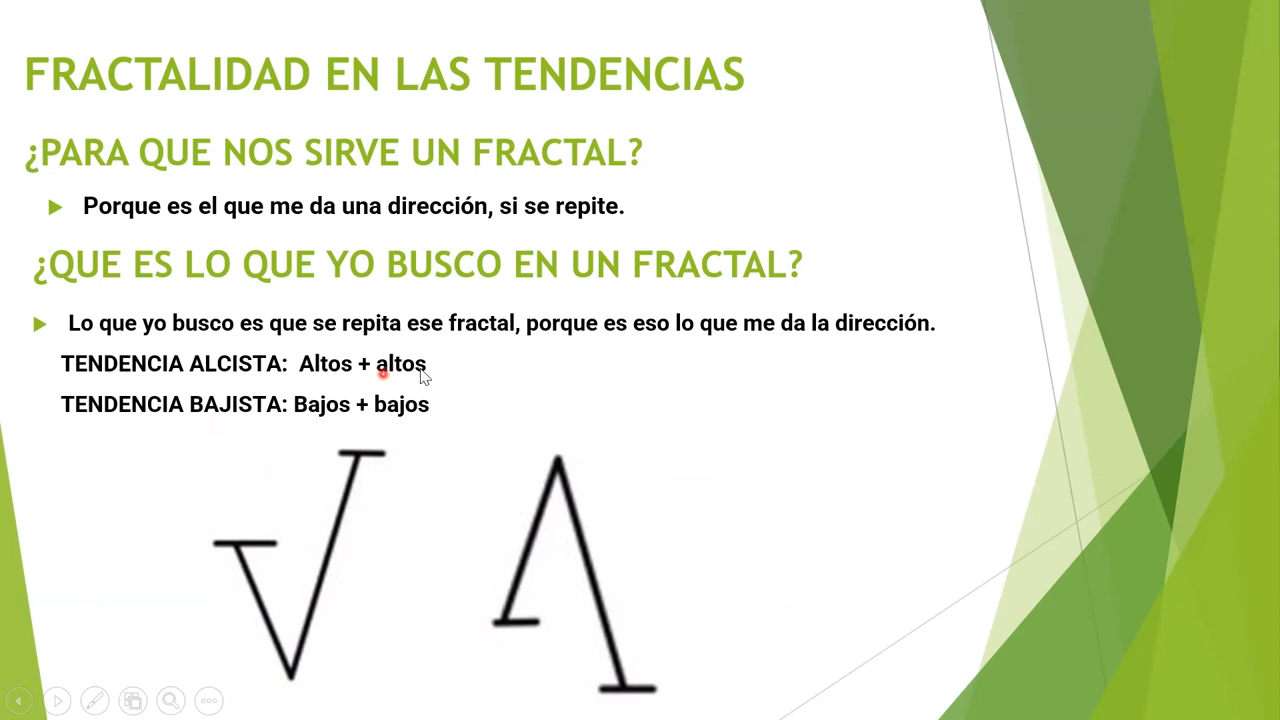 FRACTALIDAD EN LAS TENDENCIAS
¿PARA QUE NOS SIRVE UN FRACTAL?
Porque es el que me da una dirección, si se repite.
¿QUE ES LO QUE YO BUSCO EN UN FRACTAL?
Lo que yo busco es que se repita ese fractal, porque es eso lo que me da la dirección.
TENDENCIA ALCISTA: Altos + altos
TENDENCIA BAJISTA: Bajos + bajos